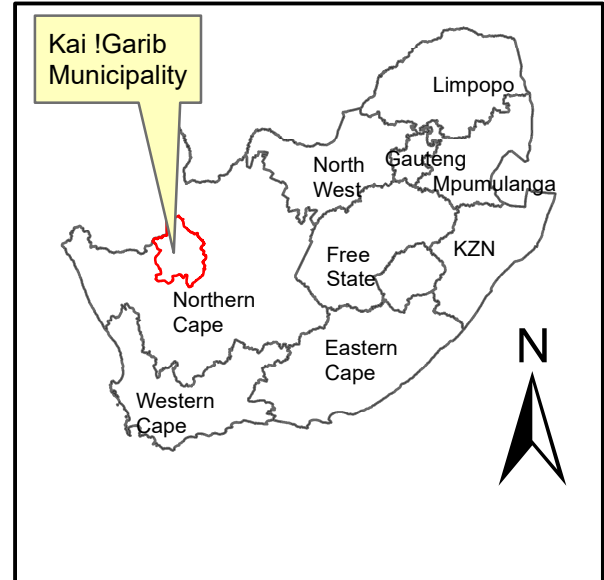 Kai !Garib
Municipality
Limpopo
Gauteng
North
West
Mpumulanga
KZN
Free
State
Northern
Cape
Eastern
Cape
Western
Cape
N